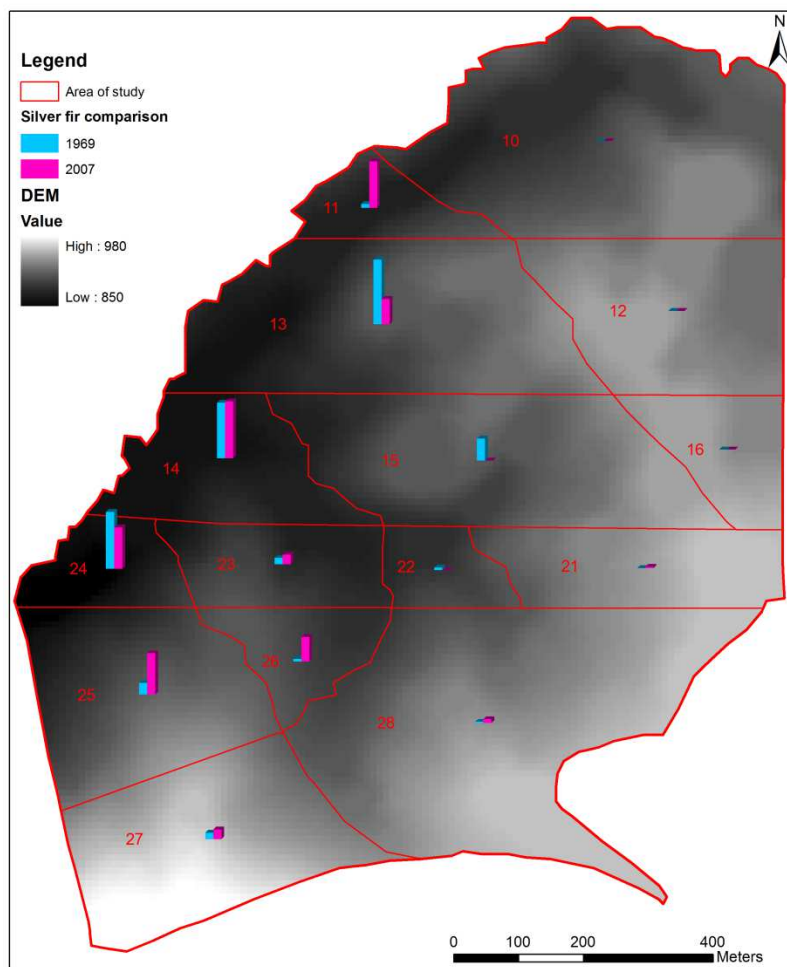 N
Legend
Area of study
Silver fir comparison
1969
2007
DEM
Value
High : 980
Low : 850
10
11
12
13
14
15
16
24
23
22
21
25
26
28
27
0 100 200 400
Meters